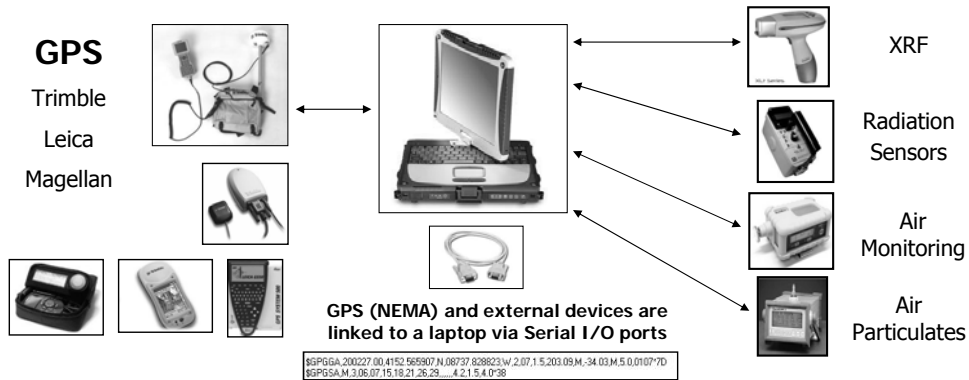 GPS
Trimble
Leica
Magellan
XRF
Radiation
Sensors
Air
Monitoring
Air
Particulates
GPS (NEMA) and external devices are
linked to a laptop via Serial I/O ports
$GPGGA,200227.00,4152.565907,N,08737.828823,W,2,07,1.5,203.09,M,-34.03,M,5.0,0107*7D
$GPGSA,M,3,06,07,15,18,21,26,29,,,,,,4.2,1.5,4.0*38